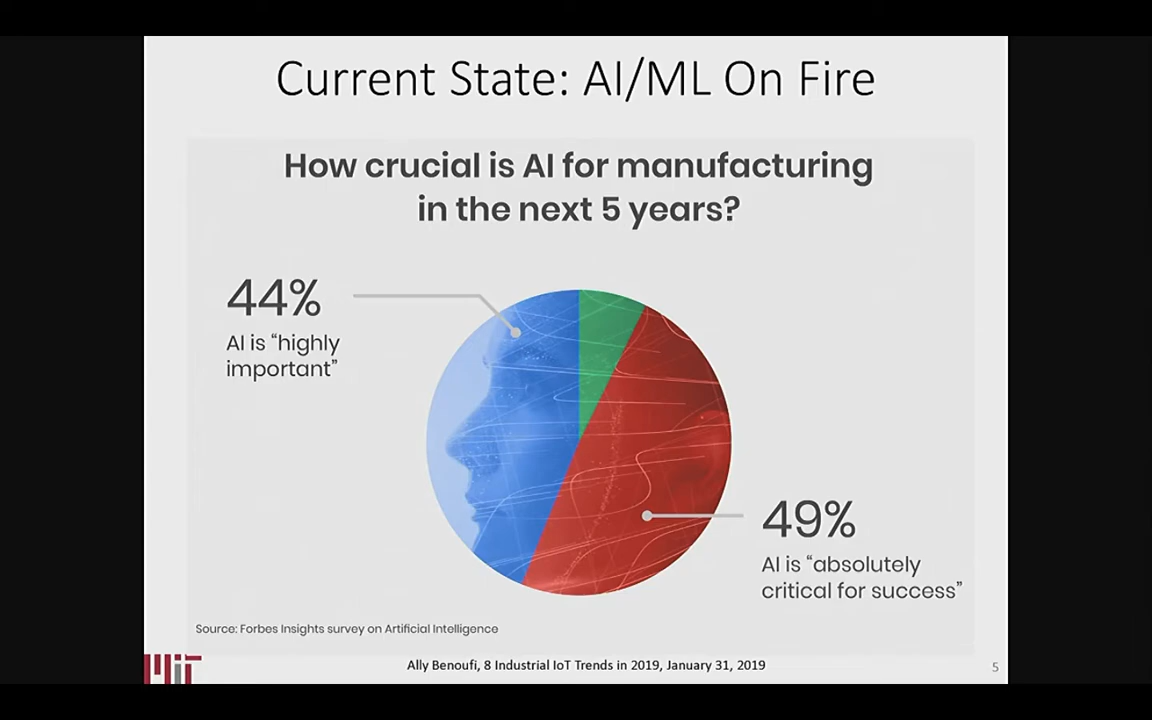 Current State: AI/ML On Fire
How crucial is AI for manufacturing
in the next 5 years?
44%
AI is “highly
important”
49%
AI is “absolutely
critical for success”
Source: Forbes Insights survey on Artificial Intelligence
MIT
Ally Benoufi, 8 Industrial IoT Trends in 2019, January 31, 2019
5